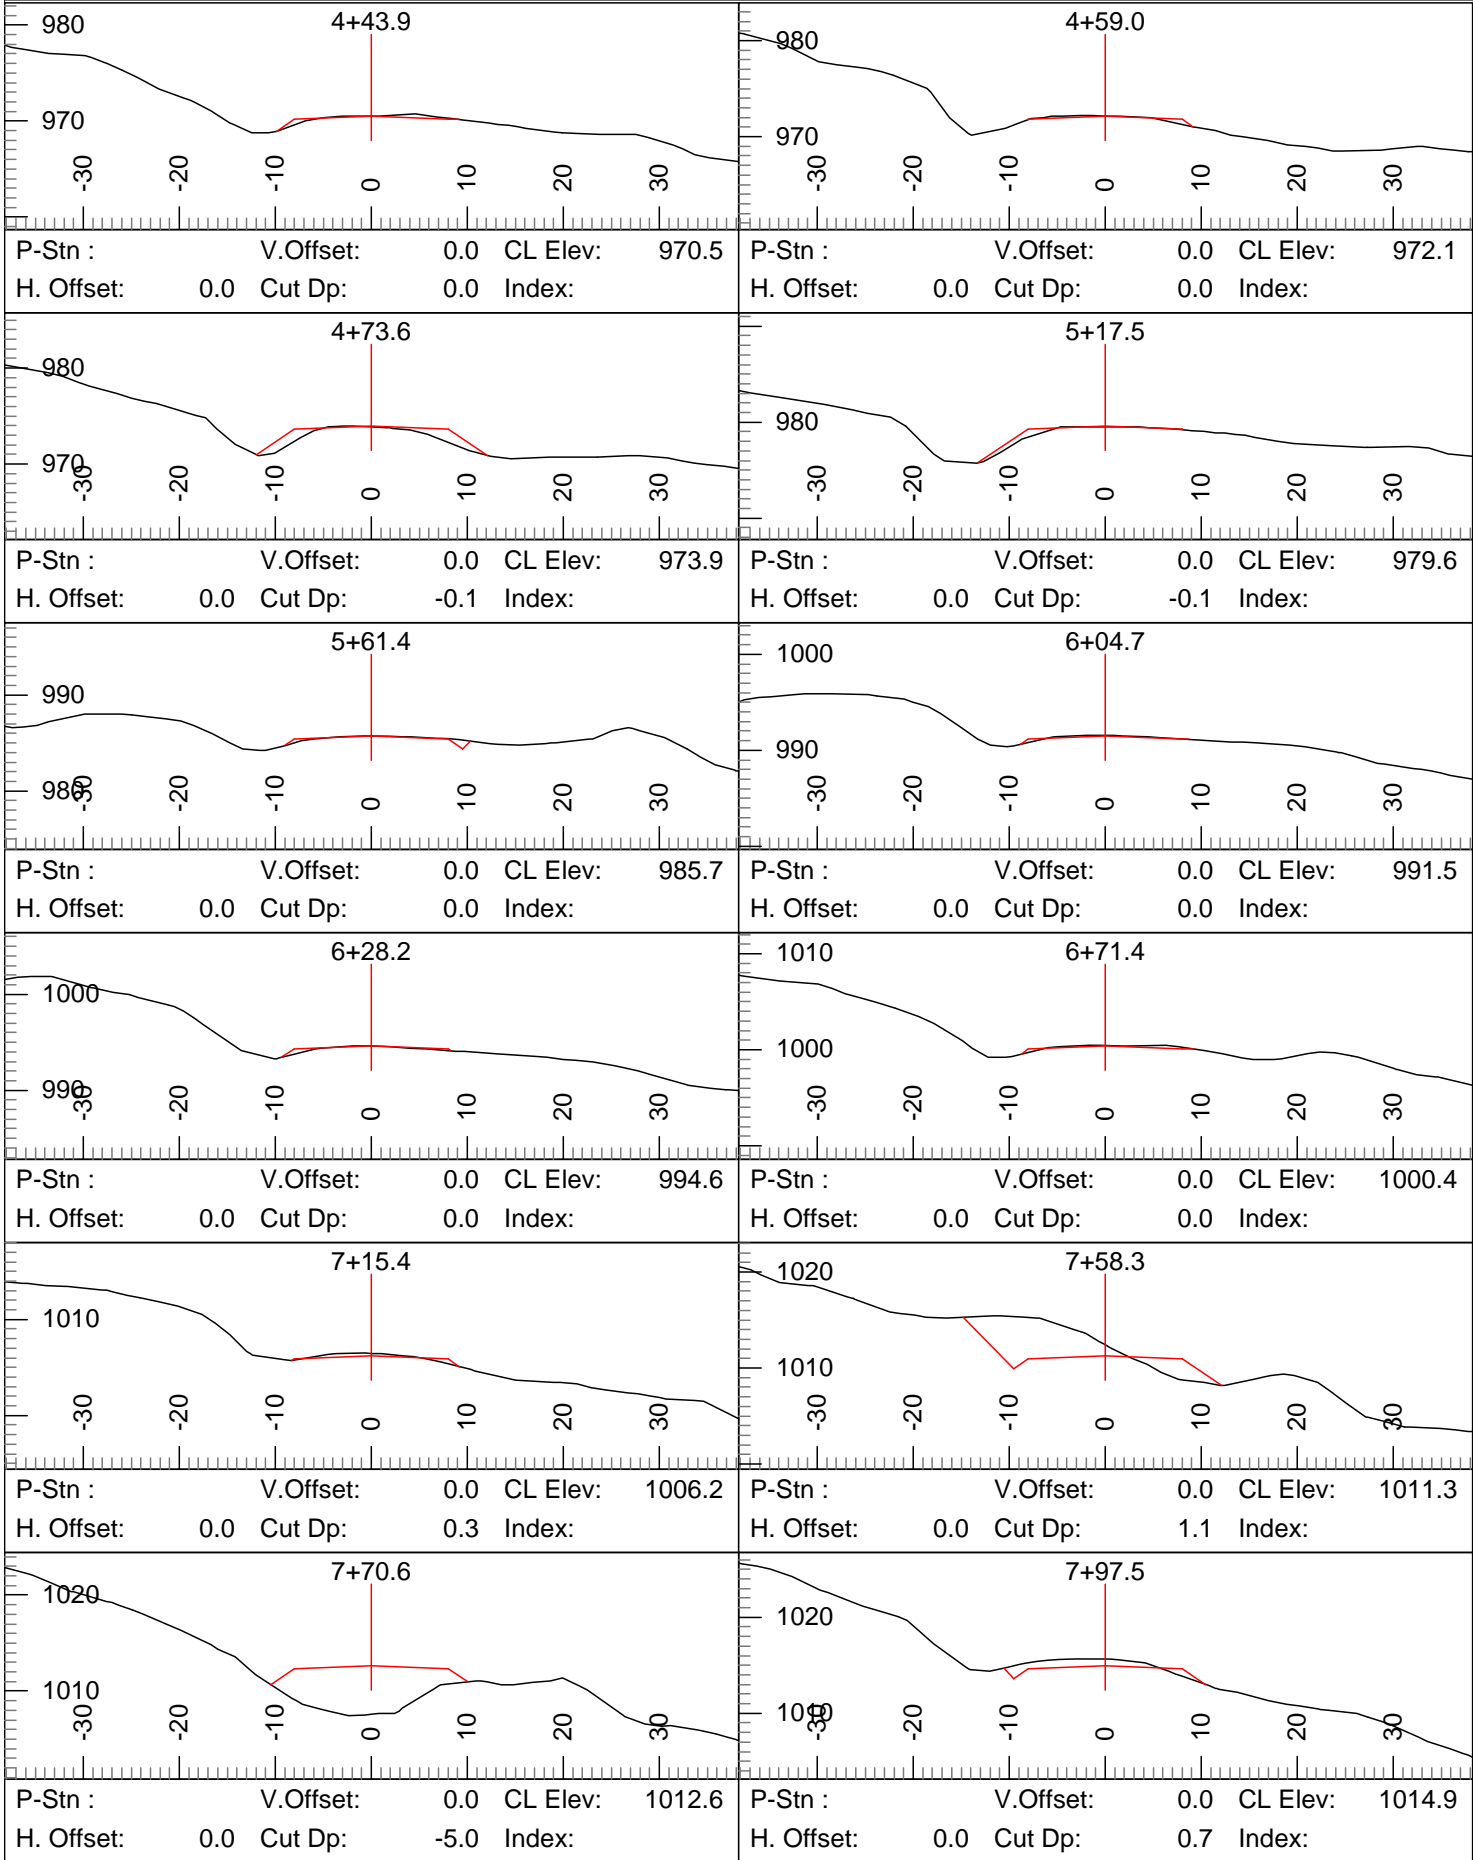 4+43.9
980
970
-30 -20 -10 0 10 20 30
P-Stn : V.Offset: 0.0 CL Elev: 970.5
H. Offset: 0.0 Cut Dp: 0.0 Index:
4+59.0
980
970
-30 -20 -10 0 10 20 30
P-Stn : V.Offset: 0.0 CL Elev: 972.1
H. Offset: 0.0 Cut Dp: 0.0 Index:
4+73.6
980
970
-30 -20 -10 0 10 20 30
P-Stn : V.Offset: 0.0 CL Elev: 973.9
H. Offset: 0.0 Cut Dp: -0.1 Index:
5+17.5
980
-30 -20 -10 0 10 20 30
P-Stn : V.Offset: 0.0 CL Elev: 979.6
H. Offset: 0.0 Cut Dp: -0.1 Index:
5+61.4
990
980
-30 -20 -10 0 10 20 30
P-Stn : V.Offset: 0.0 CL Elev: 985.7
H. Offset: 0.0 Cut Dp: 0.0 Index:
6+04.7
1000
990
-30 -20 -10 0 10 20 30
P-Stn : V.Offset: 0.0 CL Elev: 991.5
H. Offset: 0.0 Cut Dp: 0.0 Index:
6+28.2
1000
990
-30 -20 -10 0 10 20 30
P-Stn : V.Offset: 0.0 CL Elev: 994.6
H. Offset: 0.0 Cut Dp: 0.0 Index:
6+71.4
1010
1000
-30 -20 -10 0 10 20 30
P-Stn : V.Offset: 0.0 CL Elev: 1000.4
H. Offset: 0.0 Cut Dp: 0.0 Index:
7+15.4
1010
-30 -20 -10 0 10 20 30
P-Stn : V.Offset: 0.0 CL Elev: 1006.2
H. Offset: 0.0 Cut Dp: 0.3 Index:
7+58.3
1020
1010
-30 -20 -10 0 10 20 30
P-Stn : V.Offset: 0.0 CL Elev: 1011.3
H. Offset: 0.0 Cut Dp: 1.1 Index:
7+70.6
1020
1010
-30 -20 -10 0 10 20 30
P-Stn : V.Offset: 0.0 CL Elev: 1012.6
H. Offset: 0.0 Cut Dp: -5.0 Index:
7+97.5
1020
1010
-30 -20 -10 0 10 20 30
P-Stn : V.Offset: 0.0 CL Elev: 1014.9
H. Offset: 0.0 Cut Dp: 0.7 Index: